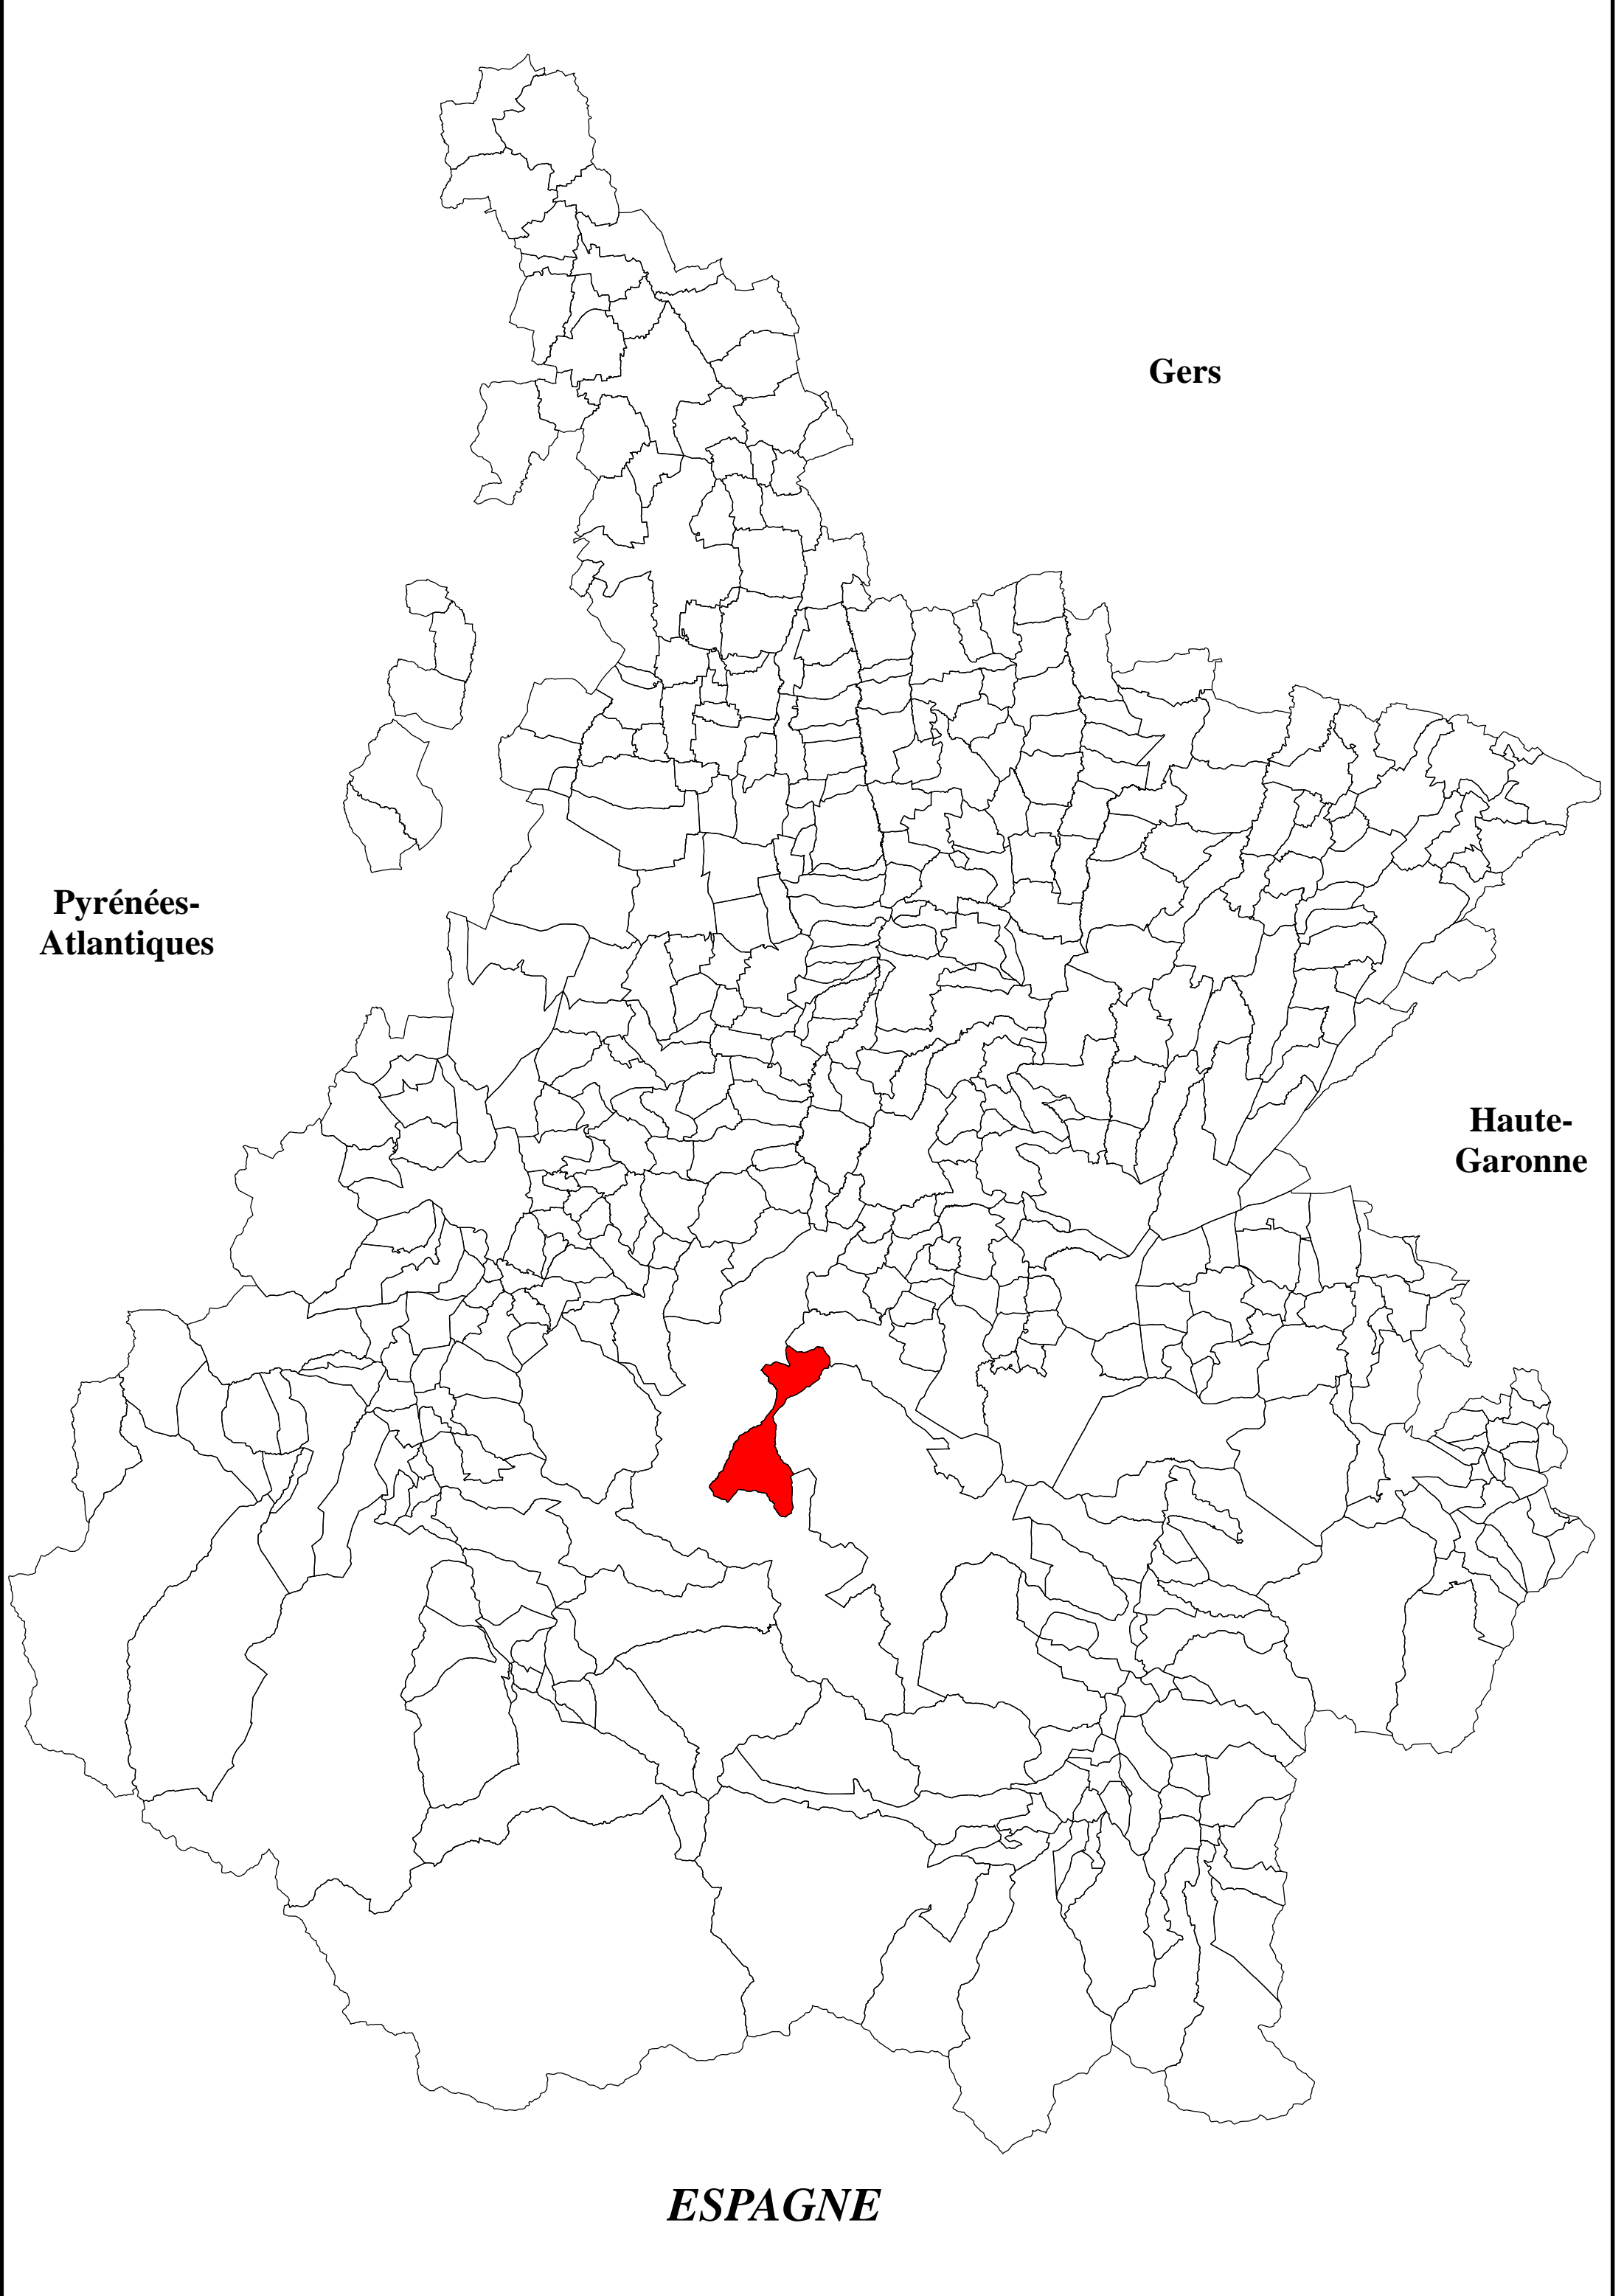 Gers
Pyrénées-
Atlantiques
Haute-
Garonne
ESPAGNE